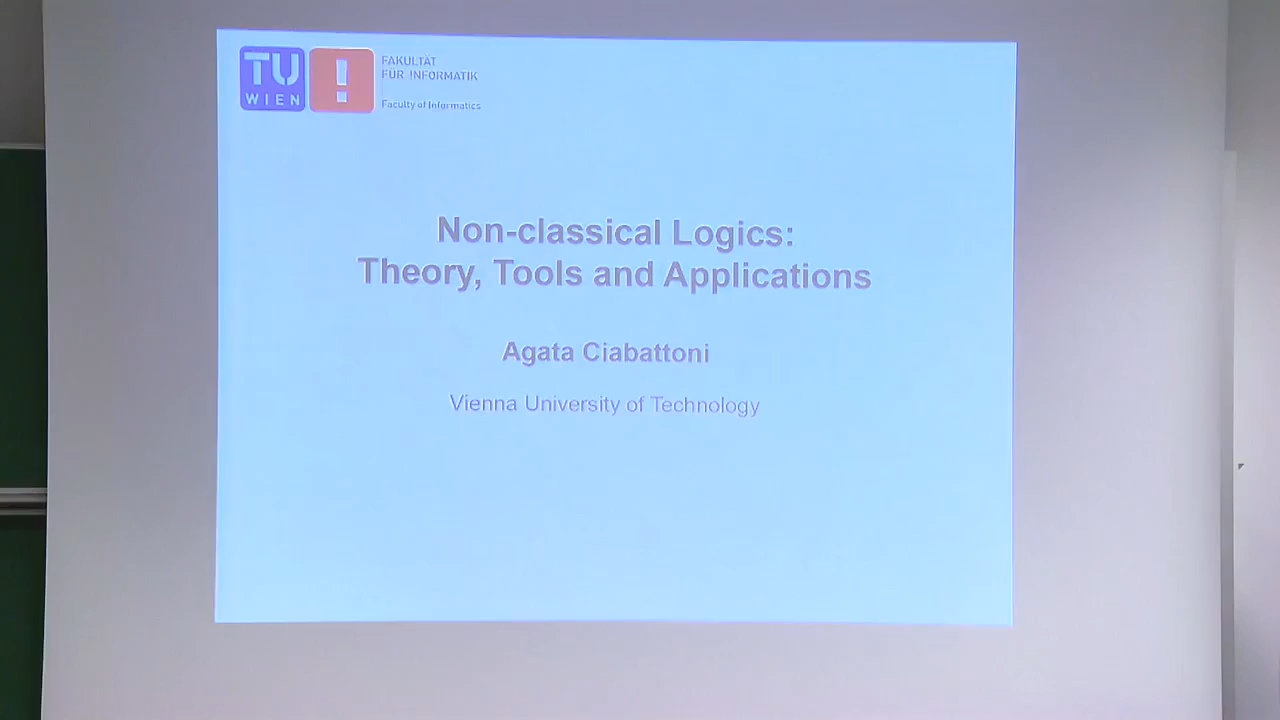 TU
WIEN
!
FAKULTÄT
FÜR !NFORMATIK
Faculty of Informatics
Non-classical Logics:
Theory, Tools and Applications
Agata Ciabattoni
Vienna University of Technology